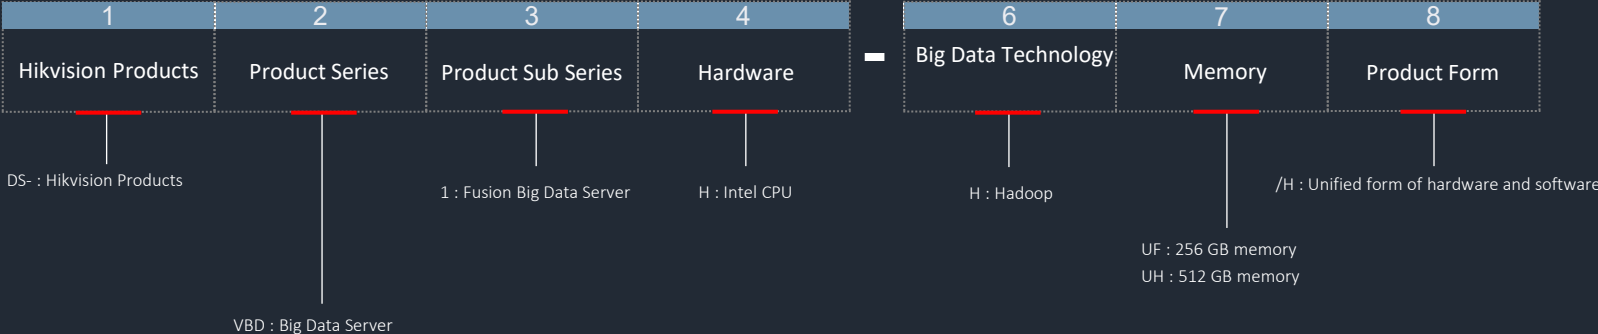 1 2 3 4 6 7 8
Hikvision Products Product Series Product Sub Series Hardware - Big Data Technology Memory Product Form
DS- : Hikvision Products
1 : Fusion Big Data Server
H : Intel CPU
H : Hadoop
/H : Unified form of hardware and software
UF : 256 GB memory
UH : 512 GB memory
VBD : Big Data Server